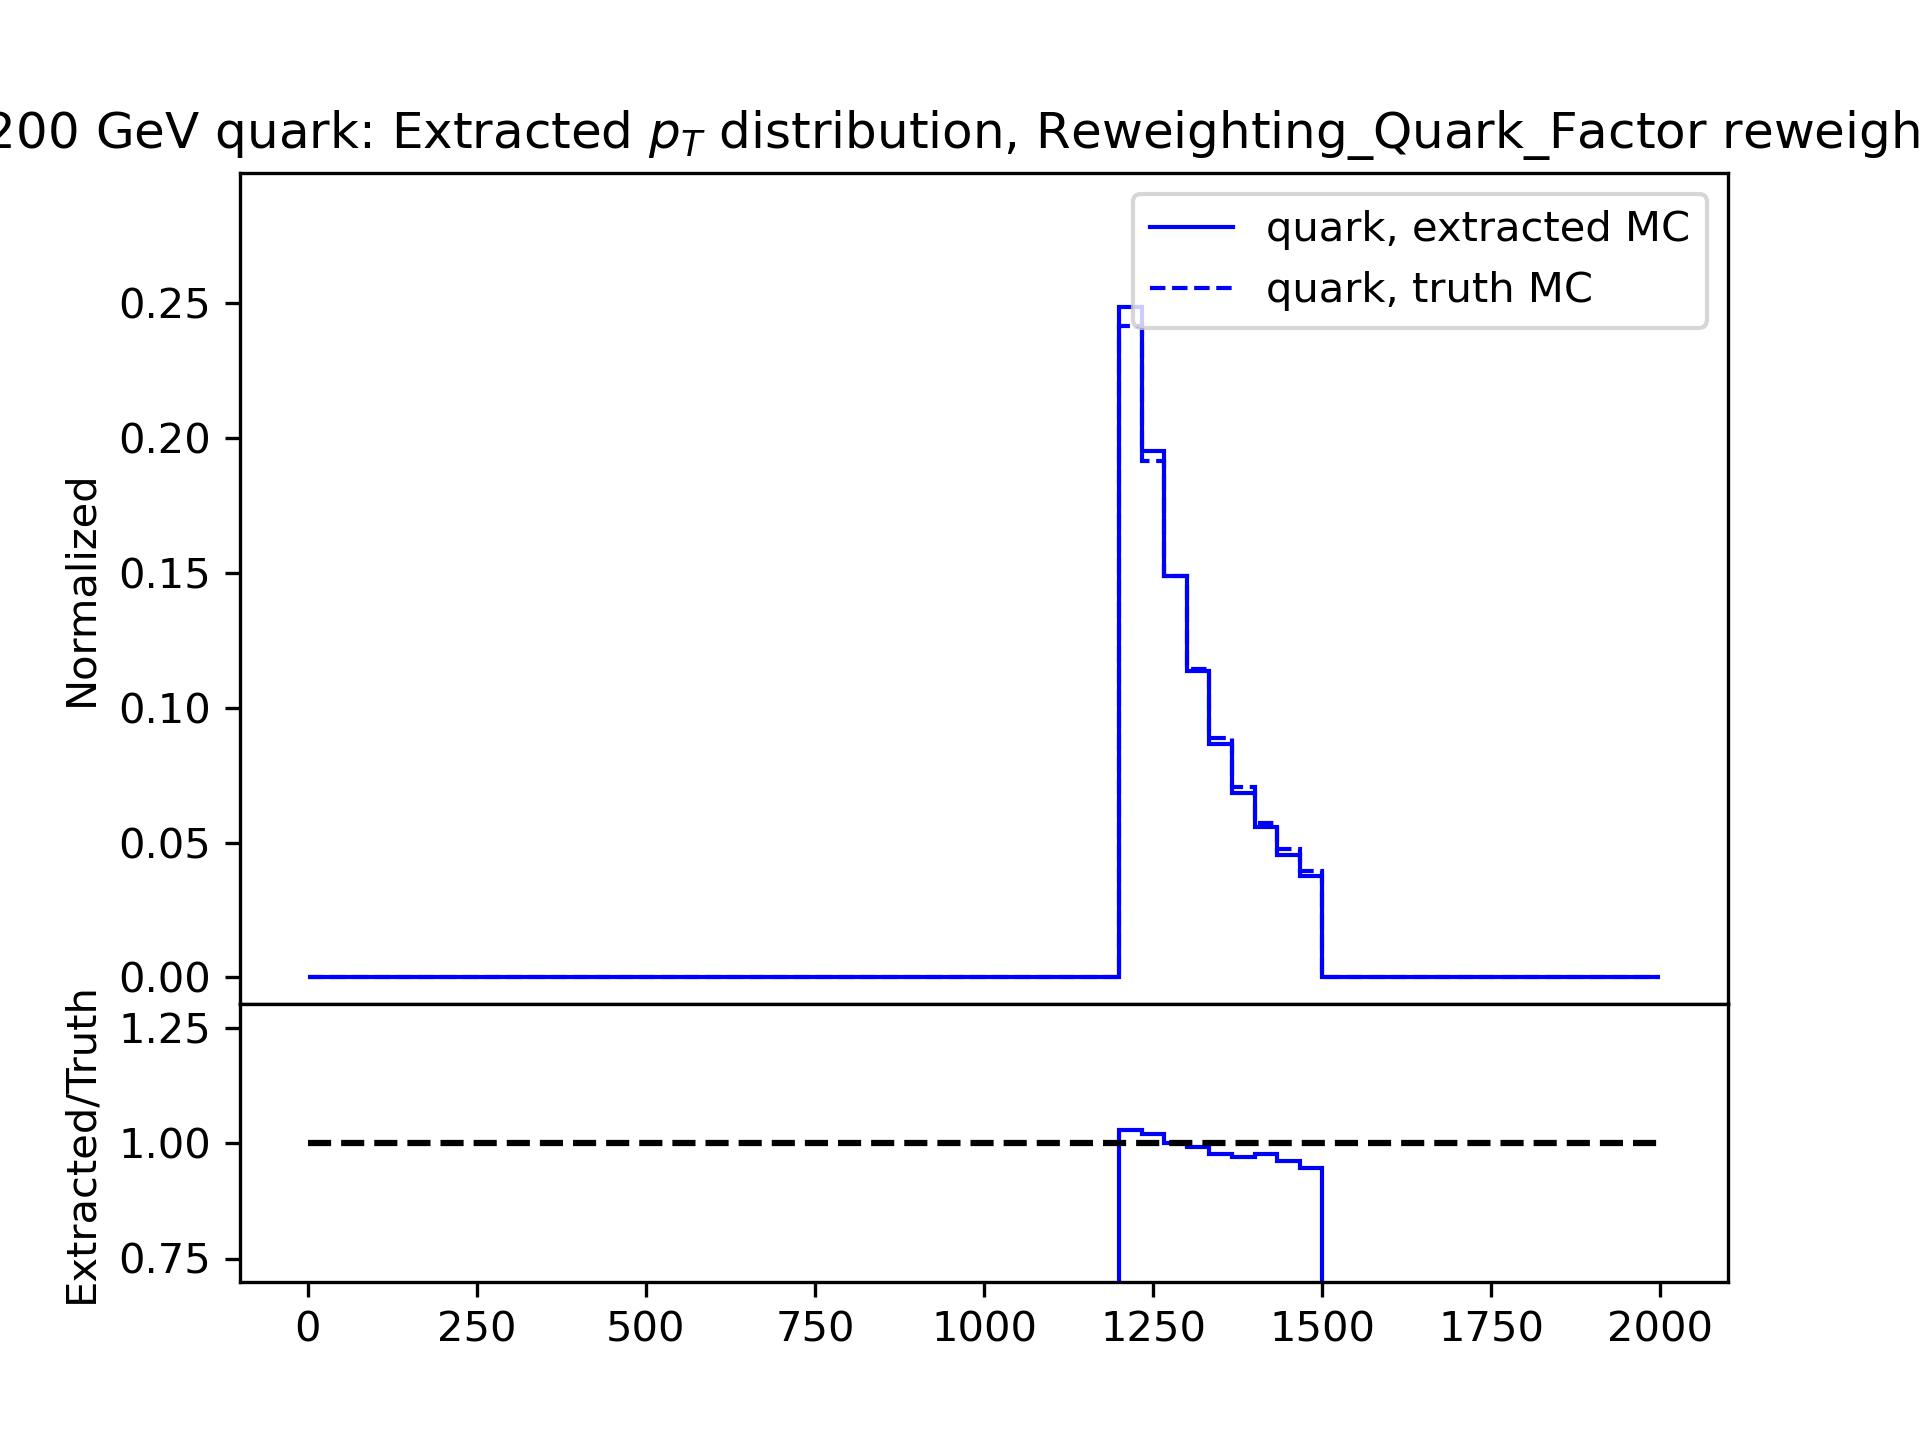 200 GeV quark: Extracted p_T distribution, Reweighting_Quark_Factor reweigh
quark, extracted MC
quark, truth MC
Normalized
0.25
0.20
0.15
0.10
0.05
0.00
Extracted/Truth
1.25
1.00
0.75
0 250 500 750 1000 1250 1500 1750 2000